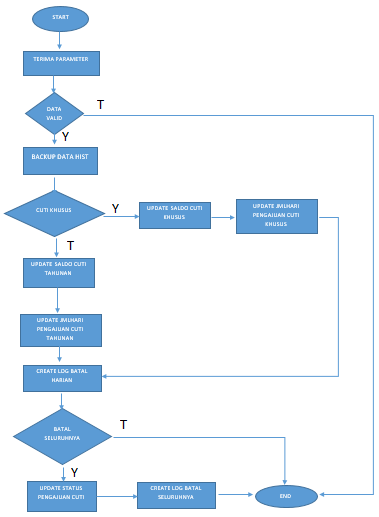 START
TERIMA PARAMETER
DATA
VALID
T
Y
BACKUP DATA HIST
CUTI KHUSUS
Y
UPDATE SALDO CUTI
KHUSUS
UPDATE JMLHARI
PENGAJUAN CUTI
KHUSUS
T
UPDATE SALDO CUTI
TAHUNAN
UPDATE JMLHARI
PENGAJUAN CUTI
TAHUNAN
CREATE LOG BATAL
HARIAN
BATAL
SELURUHNYA
T
Y
UPDATE STATUS
PENGAJUAN CUTI
CREATE LOG BATAL
SELURUHNYA
END